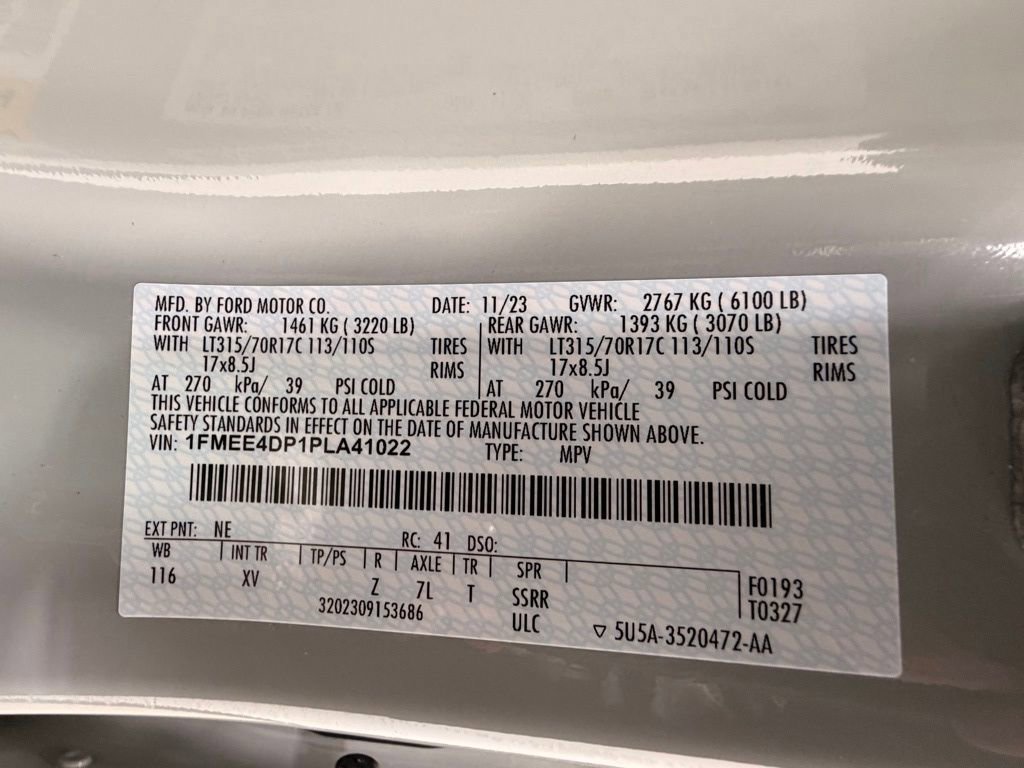 MFD. BY FORD MOTOR CO. DATE: 11/23 GVWR: 2767 KG ( 6100 LB)
FRONT GAWR: 1461 KG ( 3220 LB) REAR GAWR: 1393 KG ( 3070 LB)
WITH LT315/70R17C 113/110S TIRES WITH LT315/70R17C 113/110S TIRES
17x8.5J RIMS 17x8.5J RIMS
AT 270 kPa/ 39 PSI COLD AT 270 kPa/ 39 PSI COLD
THIS VEHICLE CONFORMS TO ALL APPLICABLE FEDERAL MOTOR VEHICLE
SAFETY STANDARDS IN EFFECT ON THE DATE OF MANUFACTURE SHOWN ABOVE.
VIN: 1FMEE4DP1PLA41022 TYPE: MPV
EXT PNT: NE RC: 41 DSO:
WB INT TR TP/PS R AXLE TR SPR
116 XV Z 7L T SSRR F0193
3202309153686 ULC T0327
▽ 5U5A-3520472-AA